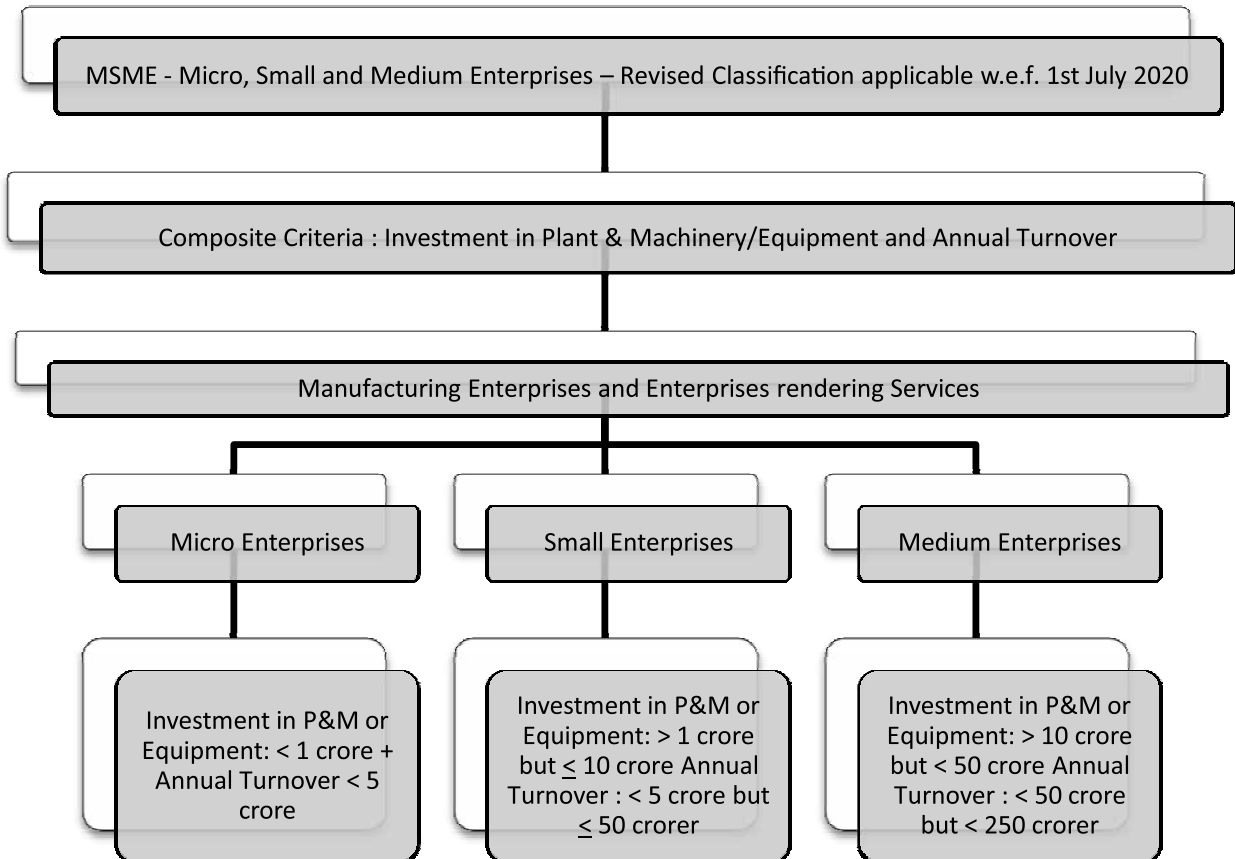 MSME - Micro, Small and Medium Enterprises – Revised Classification applicable w.e.f. 1st July 2020
Composite Criteria : Investment in Plant & Machinery/Equipment and Annual Turnover
Manufacturing Enterprises and Enterprises rendering Services
Micro Enterprises
Small Enterprises
Medium Enterprises
Investment in P&M or
Equipment: < 1 crore +
Annual Turnover < 5
crore
Investment in P&M or
Equipment: > 1 crore
but ≤ 10 crore Annual
Turnover : < 5 crore but
≤ 50 crorer
Investment in P&M or
Equipment: > 10 crore
but < 50 crore Annual
Turnover : < 50 crore
but < 250 crorer